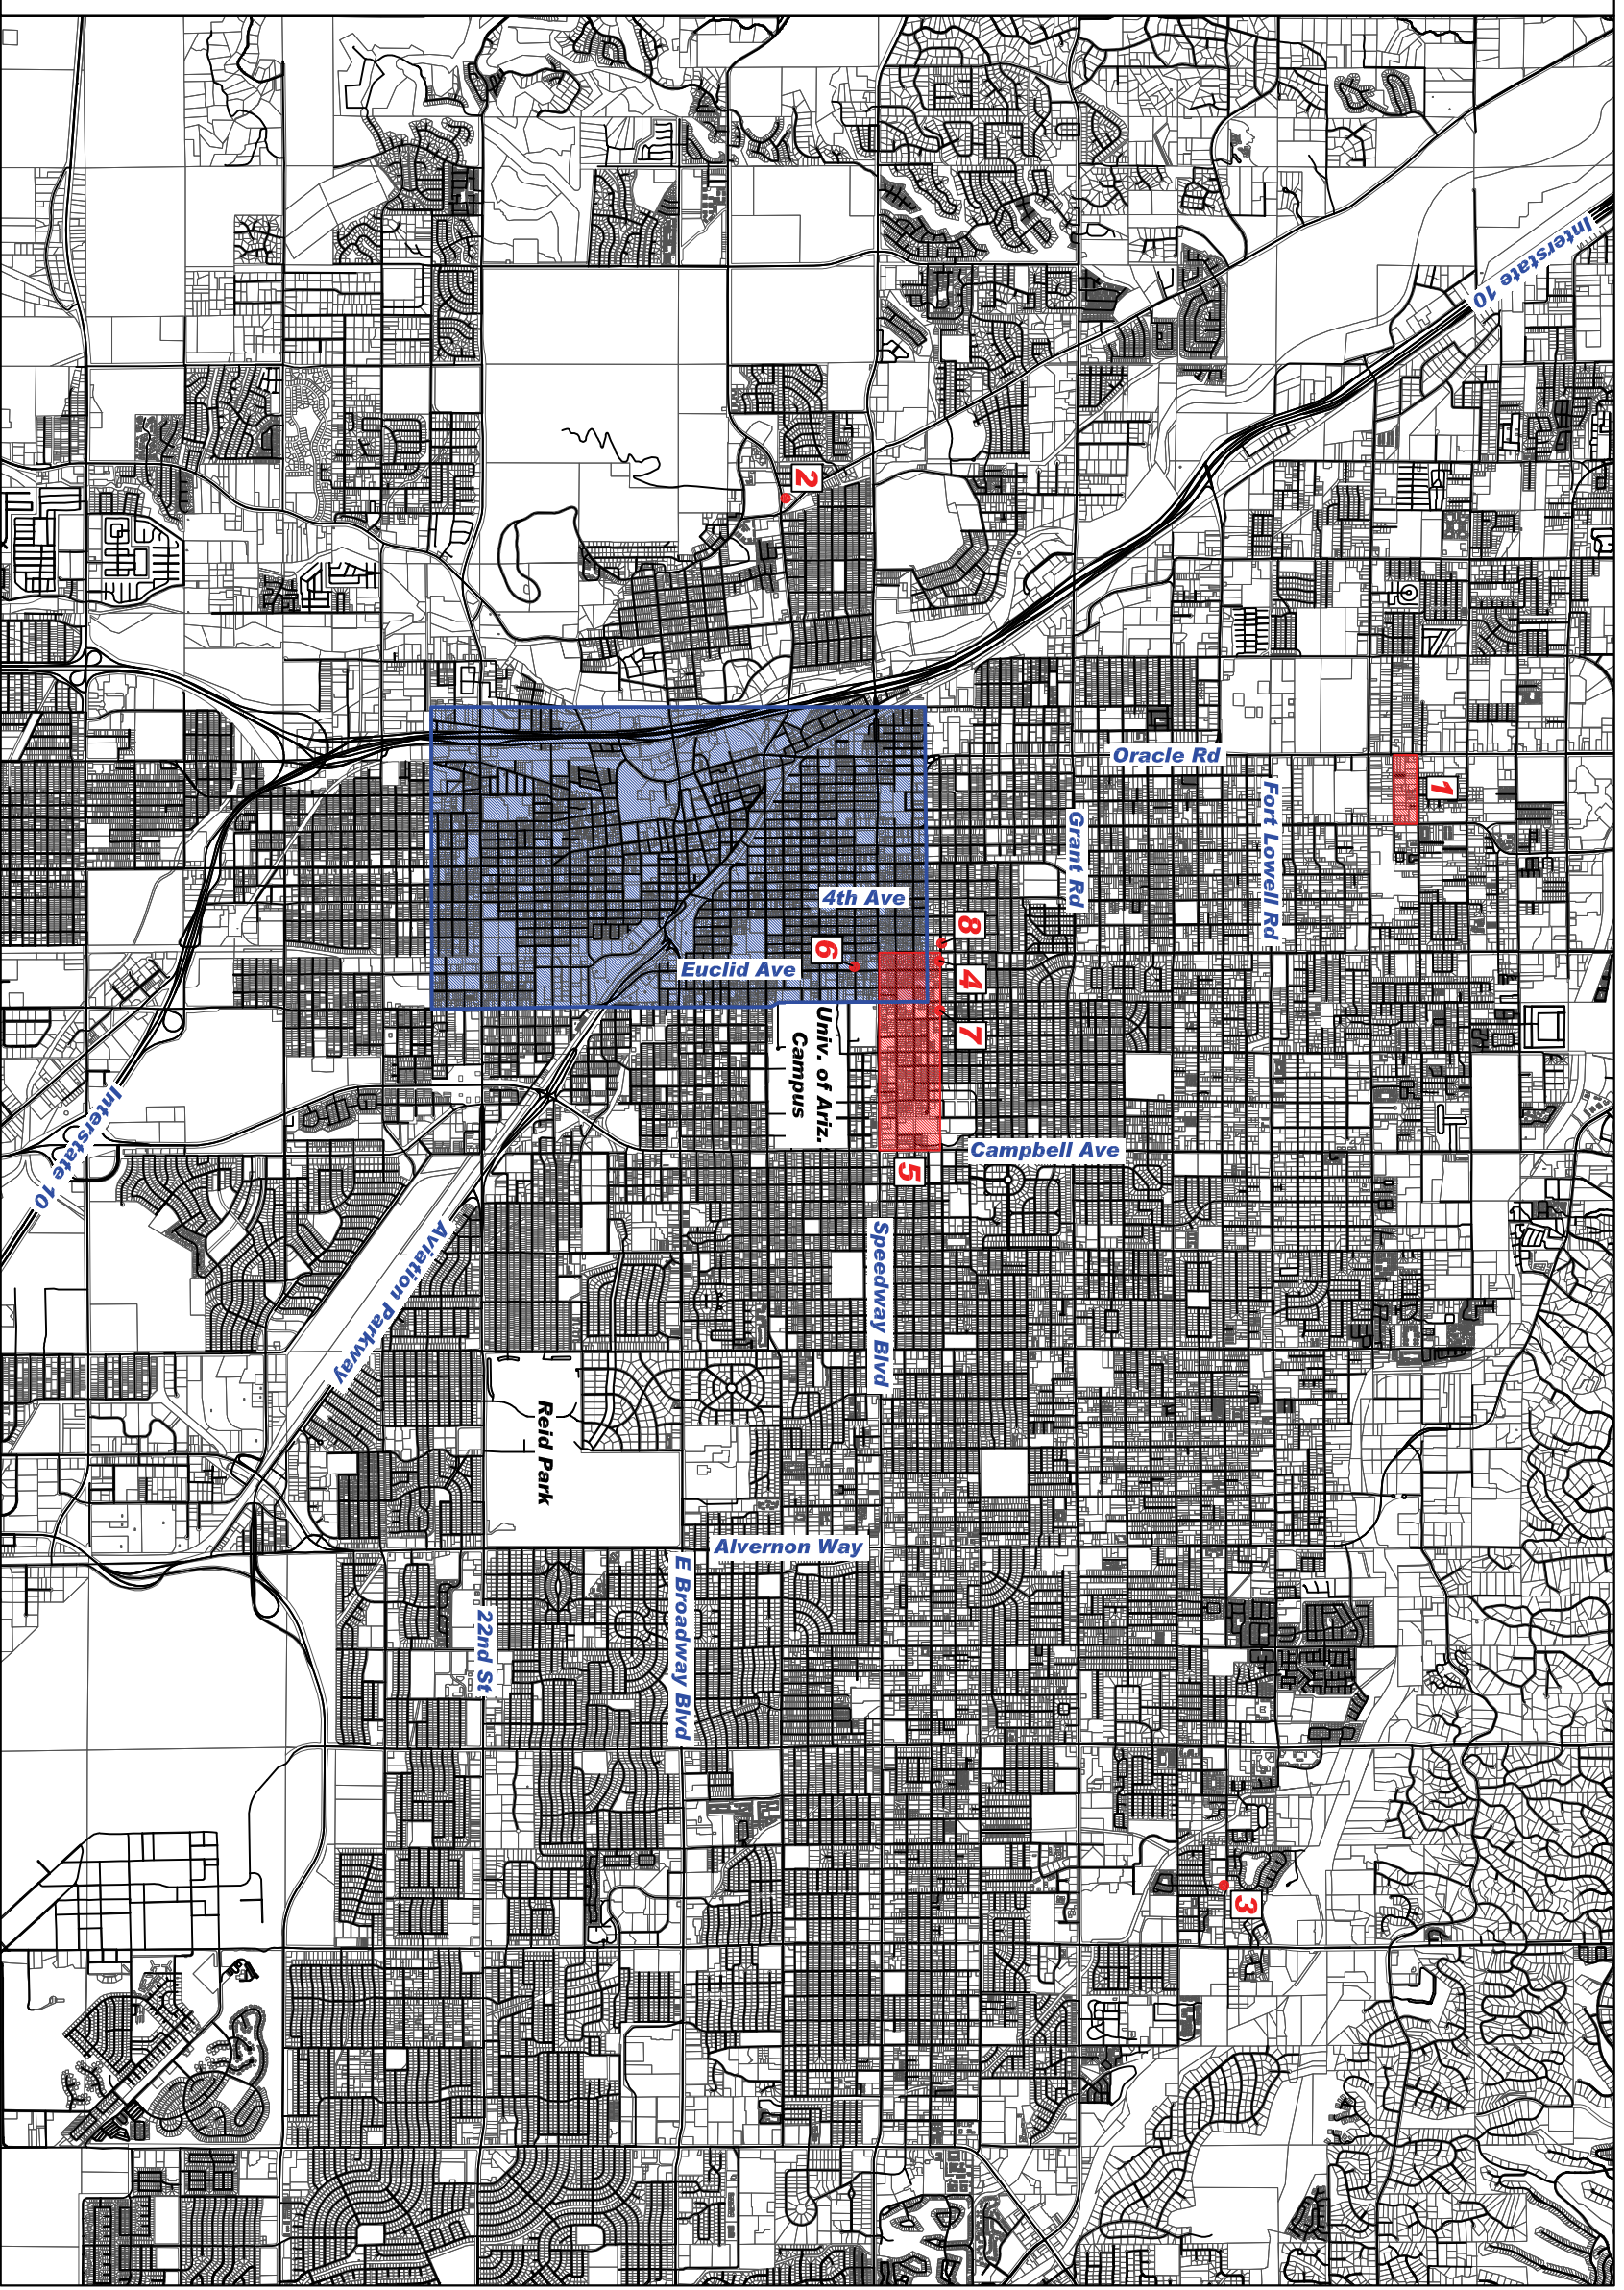 Interstate 10
2
Oracle Rd
1
Fort Lowell Rd
Grant Rd
4th Ave
8
6
Euclid Ave
4
7
Univ. of Ariz.
Campus
Campbell Ave
5
Interstate 10
Aviation Parkway
Speedway Blvd
Reid Park
Alvernon Way
E Broadway Blvd
22nd St
3